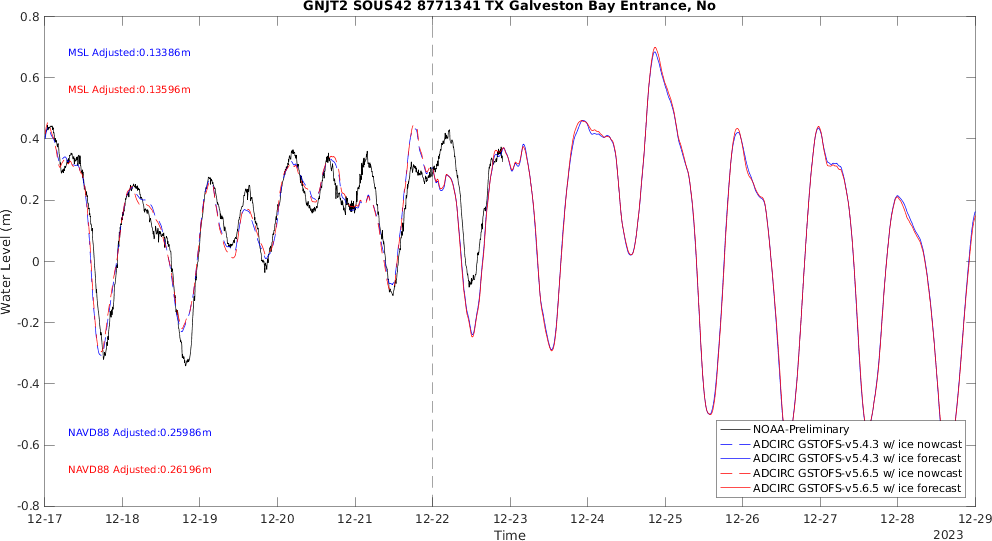 GNJT2 SOUS42 8771341 TX Galveston Bay Entrance, No
MSL Adjusted:0.13386m
MSL Adjusted:0.13596m
NAVD88 Adjusted:0.25986m
NAVD88 Adjusted:0.26196m
Water Level (m)
0.8
0.6
0.4
0.2
0
-0.2
-0.4
-0.6
-0.8
NOAA-Preliminary
ADCIRC GSTOFS-v5.4.3 w/ ice nowcast
ADCIRC GSTOFS-v5.4.3 w/ ice forecast
ADCIRC GSTOFS-v5.6.5 w/ ice nowcast
ADCIRC GSTOFS-v5.6.5 w/ ice forecast
12-17 12-18 12-19 12-20 12-21 12-22 12-23 12-24 12-25 12-26 12-27 12-28 12-29
Time
2023